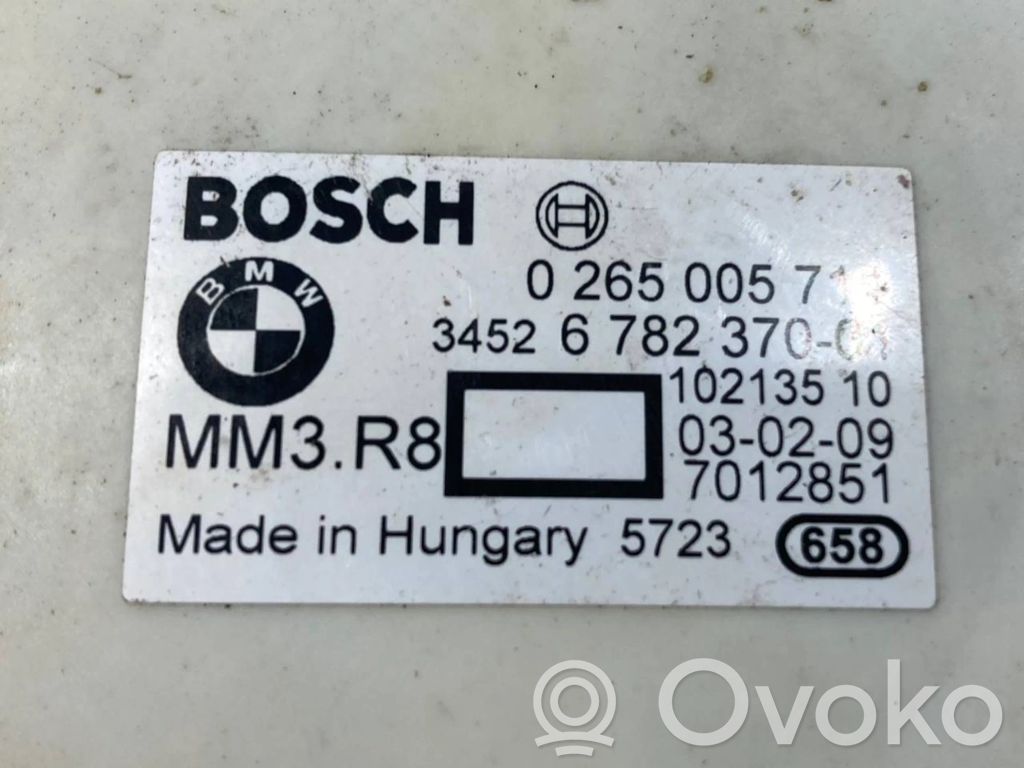 BOSCH
BMW
0 265 005
3452 6 782 370
102135 10
MM3.R8
03-02-09
7012851
Made in Hungary 5723
658
Ovoko